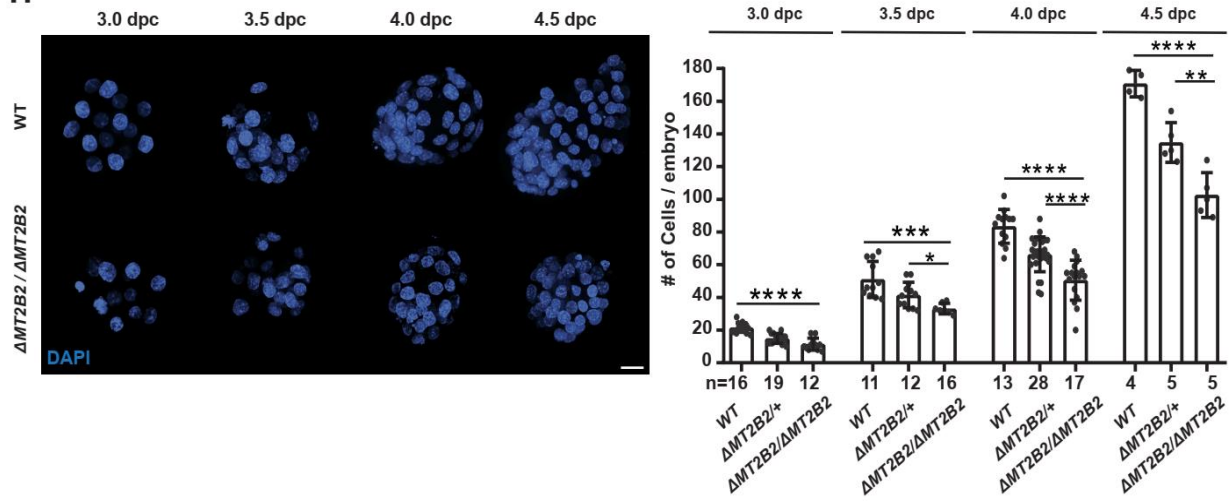 3.0 dpc 3.5 dpc 4.0 dpc 4.5 dpc
WT
ΔMT2B2 / ΔMT2B2
DAPI
3.0 dpc 3.5 dpc 4.0 dpc 4.5 dpc
# of Cells / embryo
180
160
140
120
100
80
60
40
20
0
**** *** * **** **** **** **
n=16 19 12 11 12 16 13 28 17 4 5 5
WT ΔMT2B2/+ ΔMT2B2/ΔMT2B2 WT ΔMT2B2/+ ΔMT2B2/ΔMT2B2 WT ΔMT2B2/+ ΔMT2B2/ΔMT2B2 WT ΔMT2B2/+ ΔMT2B2/ΔMT2B2